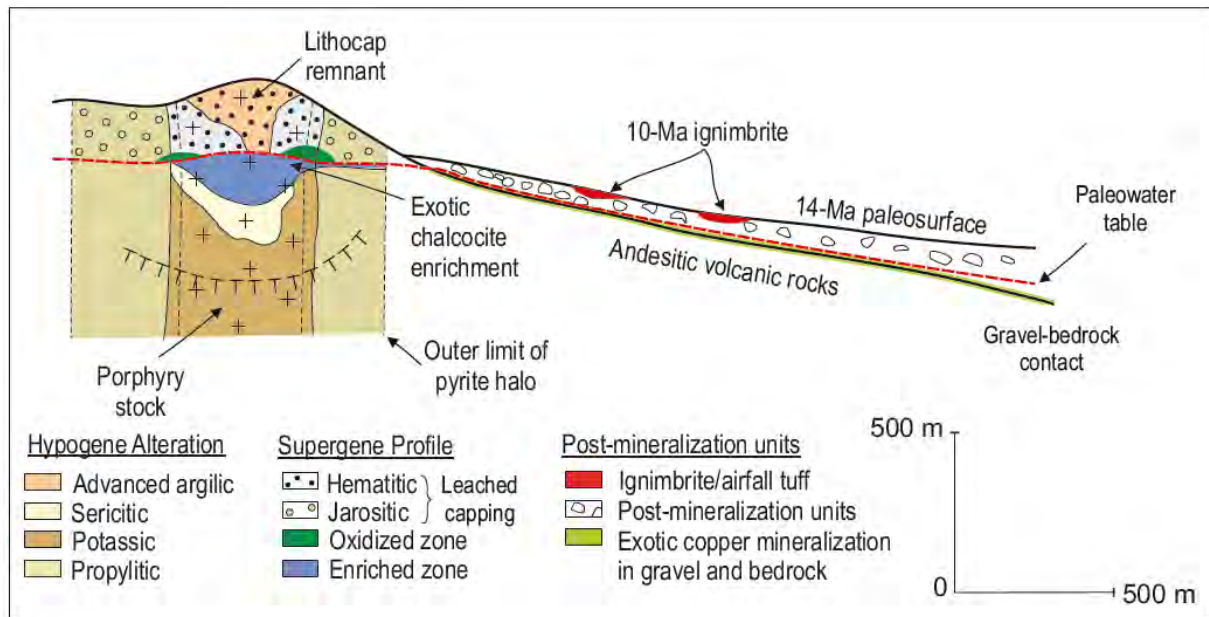 Lithocap
remnant
10-Ma ignimbrite
14-Ma paleosurface
Paleowater
table
Exotic
chalcocite
enrichment
Andesitic volcanic rocks
Gravel-bedrock
contact
Outer limit of
pyrite halo
Porphyry
stock
Hypogene Alteration
Advanced argilic
Sericitic
Potassic
Propylitic
Supergene Profile
Hematitic
Jarositic
Leached
capping
Oxidized zone
Enriched zone
Post-mineralization units
Ignimbrite/airfall tuff
Post-mineralization units
Exotic copper mineralization
in gravel and bedrock
500 m
0
500 m